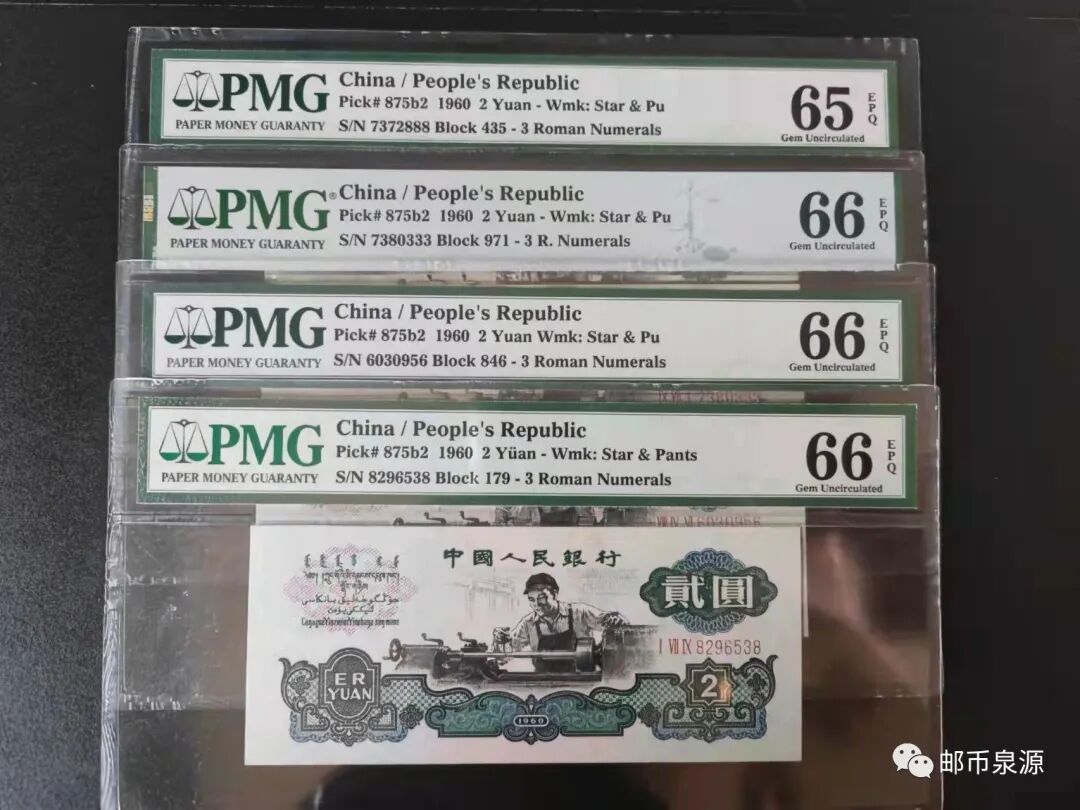 PMG
PAPER MONEY GUARANTY
China / People's Republic
Pick# 875b2 1960 2 Yuan - Wmk: Star & Pu
S/N 7372888 Block 435 - 3 Roman Numerals
65 EPQ
Gem Uncirculated
PMG®
PAPER MONEY GUARANTY
China / People's Republic
Pick# 875b2 1960 2 Yuan - Wmk: Star & Pu
S/N 7380333 Block 971 - 3 R. Numerals
66 EPQ
Gem Uncirculated
PMG
PAPER MONEY GUARANTY
China / People's Republic
Pick# 875b2 1960 2 Yuan Wmk: Star & Pu
S/N 6030956 Block 846 - 3 Roman Numerals
66 EPQ
Gem Uncirculated
PMG
PAPER MONEY GUARANTY
China / People's Republic
Pick# 875b2 1960 2 Yüan - Wmk: Star & Pants
S/N 8296538 Block 179 - 3 Roman Numerals
66 EPQ
Gem Uncirculated
中國人民銀行
貳圓
I VII IX 8296538
ER
YUAN
1960
2
邮币泉源